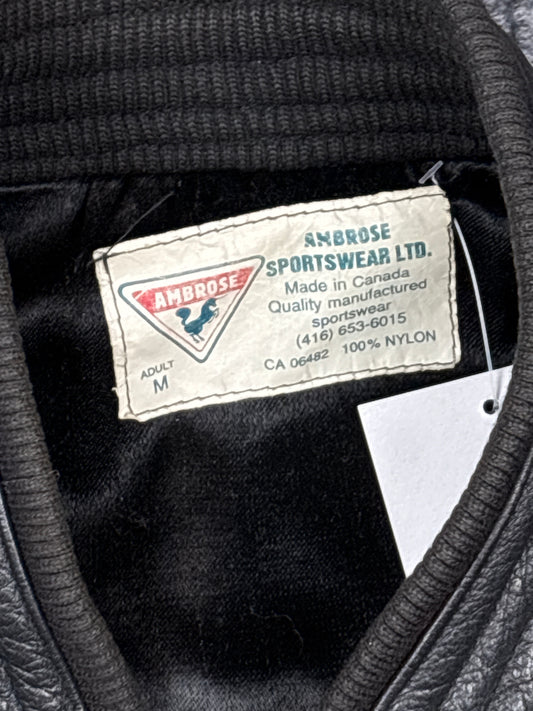 AMBROSE
SPORTSWEAR LTD.
Made in Canada
Quality manufactured
sportswear
(416) 653-6015
CA 06482 100% NYLON
AMBROSE
ADULT
M